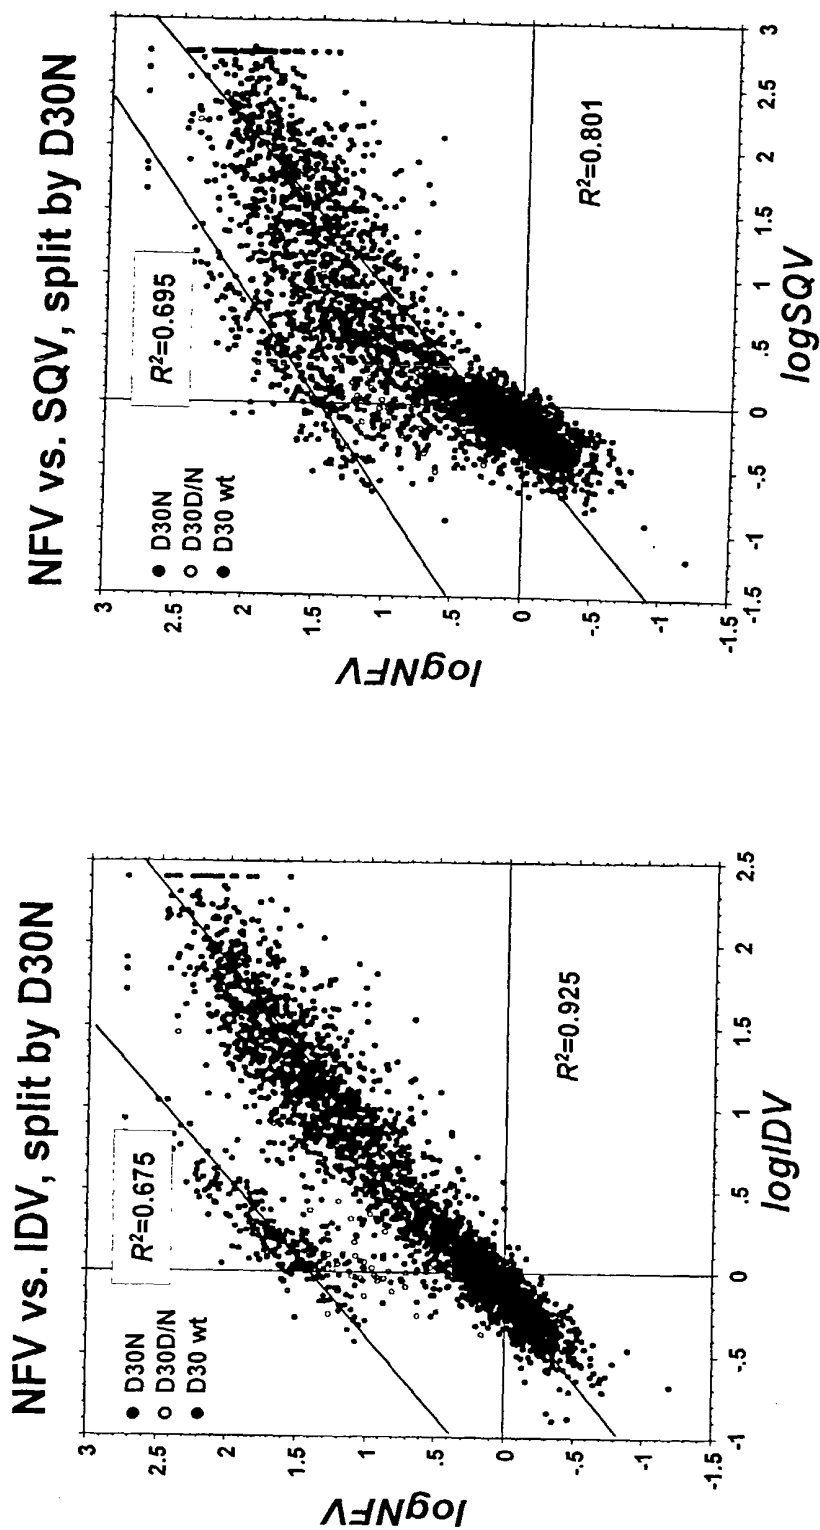 NFV vs. IDV, split by D30N
D30N
D30D/N
D30 wt
R²=0.675
R²=0.925
logNFV
3
2.5
2
1.5
1
.5
0
-.5
-1
-1.5
-1
-.5
0
.5
1
1.5
2
2.5
logIDV
NFV vs. SQV, split by D30N
D30N
D30D/N
D30 wt
R²=0.695
R²=0.801
logNFV
3
2.5
2
1.5
1
.5
0
-.5
-1
-1.5
-1.5
-1
-.5
0
.5
1
1.5
2
2.5
3
logSQV